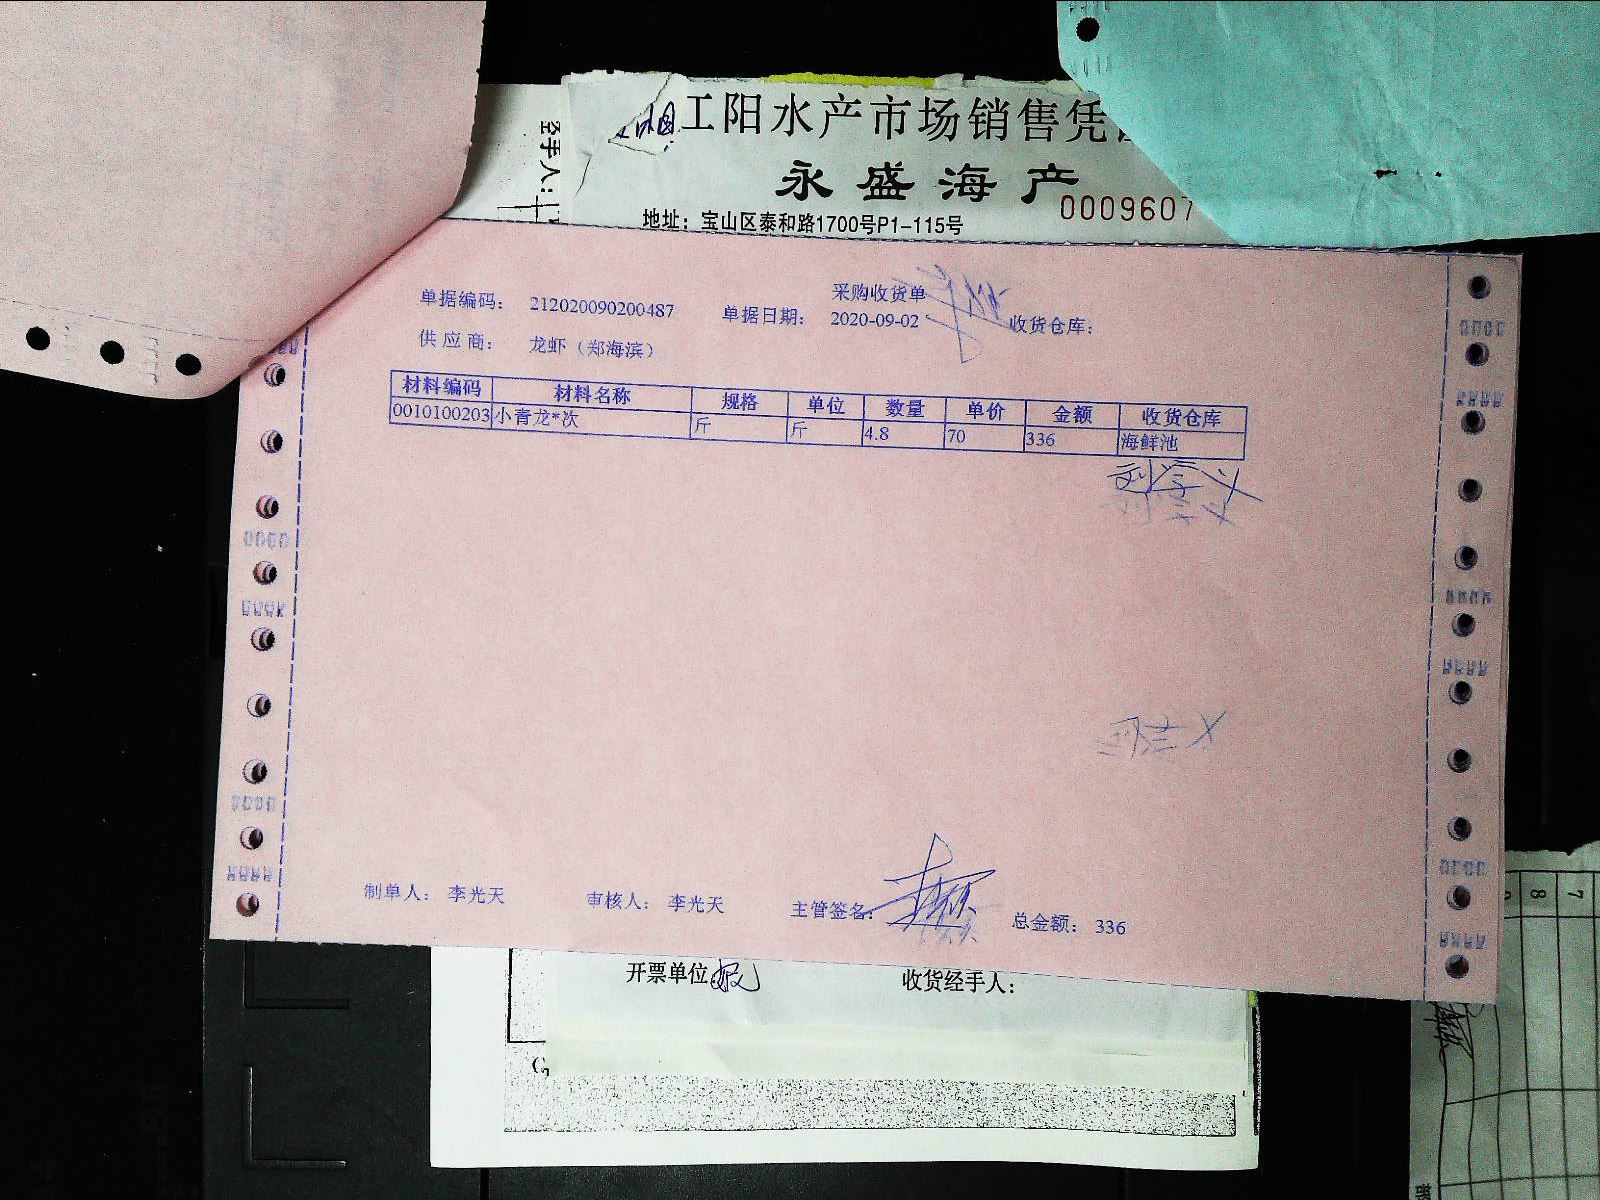 工阳水产市场销售凭
永盛海产
0009607
地址：宝山区泰和路1700号P1-115号
经手人：
采购收货单
单据编码： 212020090200487 单据日期： 2020-09-02 收货仓库：
供应商： 龙虾（郑海滨）
材料编码 材料名称 规格 单位 数量 单价 金额 收货仓库
0010100203 小青龙*次 斤 斤 4.8 70 336 海鲜池
制单人： 李光天 审核人： 李光天 主管签名： 总金额： 336
开票单位 收货经手人：
8 7